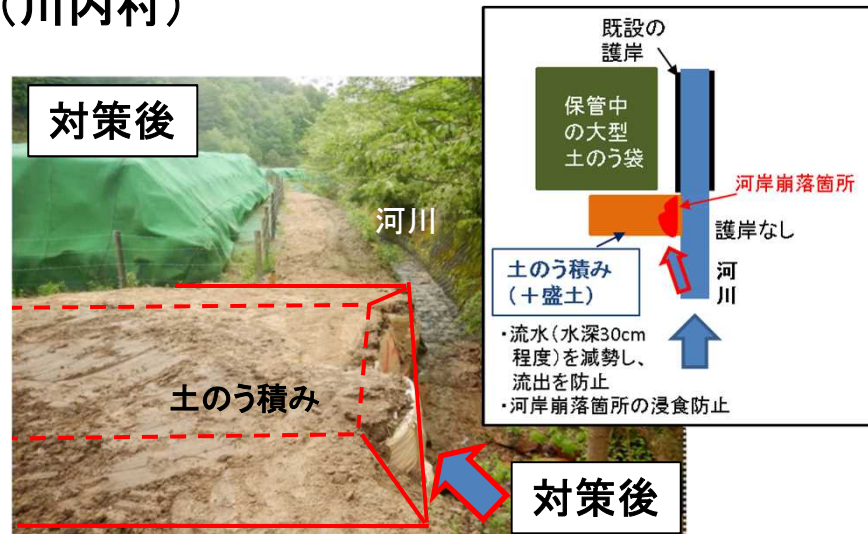 （川内村）
対策後
河川
土のう積み
対策後
既設の
護岸
保管中
の大型
土のう袋
河岸崩落箇所
護岸なし
土のう積み
（＋盛土）
河
川
・流水（水深30cm
程度）を減勢し、
流出を防止
・河岸崩落箇所の浸食防止